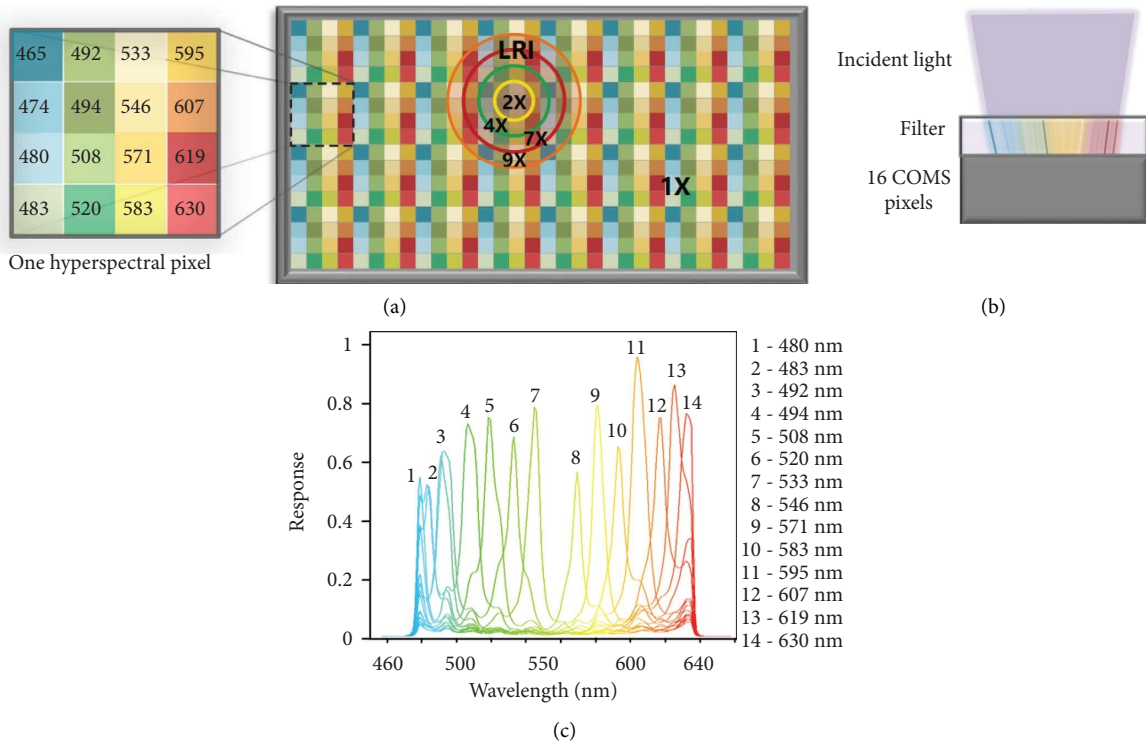 465 492 533 595
474 494 546 607
480 508 571 619
483 520 583 630
One hyperspectral pixel
LRI
2X
4X
7X
9X
1X
(a)
Incident light
Filter
16 COMS
pixels
(b)
1
0.8
0.6
0.4
0.2
0
Response
1 2 3 4 5 6 7 8 9 10 11 12 13 14
460 500 550 600 640
Wavelength (nm)
1 - 480 nm
2 - 483 nm
3 - 492 nm
4 - 494 nm
5 - 508 nm
6 - 520 nm
7 - 533 nm
8 - 546 nm
9 - 571 nm
10 - 583 nm
11 - 595 nm
12 - 607 nm
13 - 619 nm
14 - 630 nm
(c)